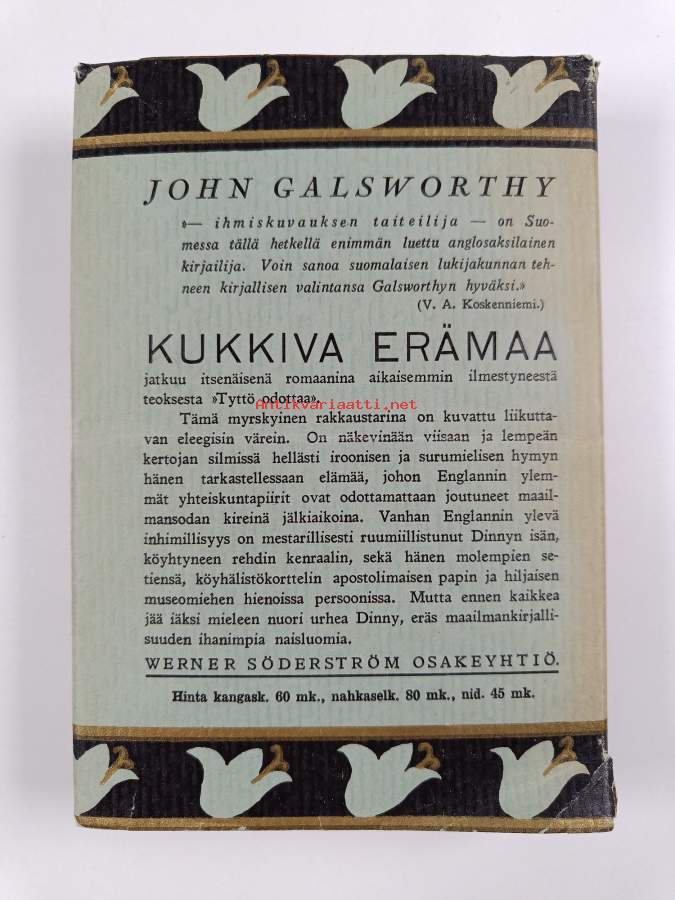 JOHN GALSWORTHY
»— ihmiskuvauksen taiteilija — on Suo-
messa tällä hetkellä enimmän luettu anglosaksilainen
kirjailija. Voin sanoa suomalaisen lukijakunnan teh-
neen kirjallisen valintansa Galsworthyn hyväksi.»
(V. A. Koskenniemi.)
KUKKIVA ERÄMAA
jatkuu itsenäisenä romaanina aikaisemmin ilmestyneestä
teoksesta »Tyttö odottaa».
Antikvariaatti.net
Tämä myrskyinen rakkaustarina on kuvattu liikutta-
van eleegisin värein. On näkevinään viisaan ja lempeän
kertojan silmissä hellästi iroonisen ja surumielisen hymyn
hänen tarkastellessaan elämää, johon Englannin ylem-
mät yhteiskuntapiirit ovat odottamattaan joutuneet maail-
mansodan kireinä jälkiaikoina. Vanhan Englannin ylevä
inhimillisyys on mestarillisesti ruumiillistunut Dinnyn isän,
köyhtyneen rehdin kenraalin, sekä hänen molempien se-
tiensä, köyhälistökorttelin apostolimaisen papin ja hiljaisen
museomiehen hienoissa persoonissa. Mutta ennen kaikkea
jää iäksi mieleen nuori urhea Dinny, eräs maailmankirjalli-
suuden ihanimpia naisluomia.
WERNER SÖDERSTRÖM OSAKEYHTIÖ.
Hinta kangask. 60 mk., nahkaselk. 80 mk., nid. 45 mk.